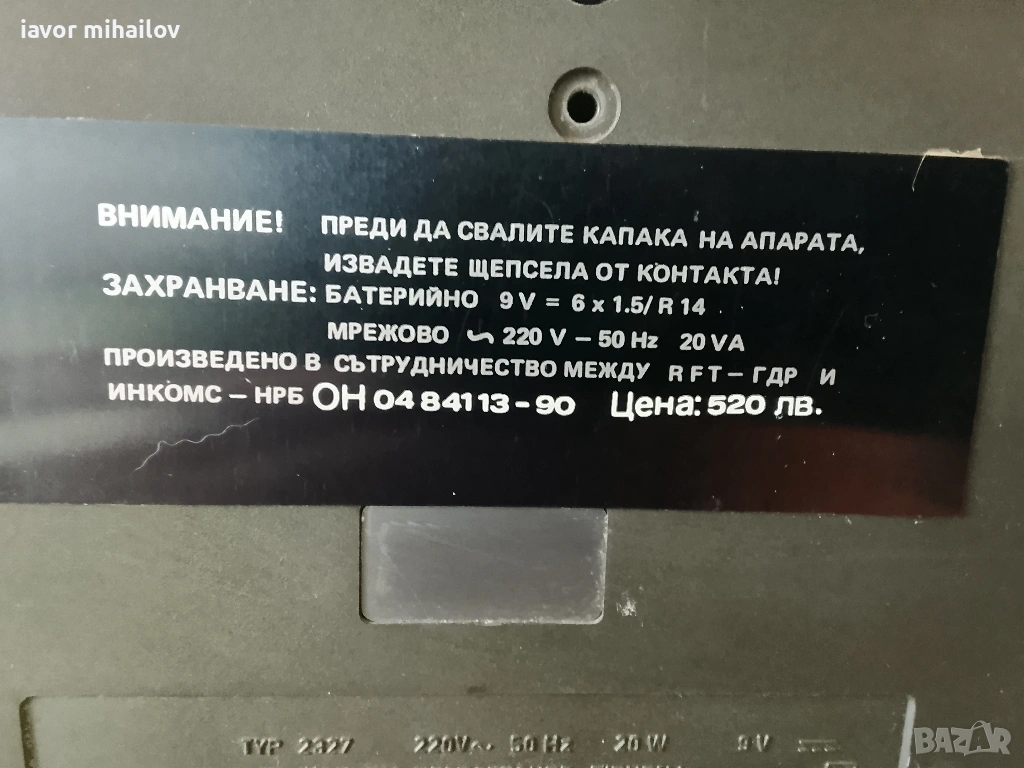 iavor mihailov
ВНИМАНИЕ! ПРЕДИ ДА СВАЛИТЕ КАПАКА НА АПАРАТА,
ИЗВАДЕТЕ ЩЕПСЕЛА ОТ КОНТАКТА!
ЗАХРАНВАНЕ: БАТЕРИЙНО 9 V = 6 x 1.5/ R 14
МРЕЖОВО ~ 220 V – 50 Hz 20 VA
ПРОИЗВЕДЕНО В СЪТРУДНИЧЕСТВО МЕЖДУ RFT – ГДР И
ИНКОМС – НРБ ОН 04 84113-90 Цена: 520 лв.
TYP 2327 220V~ 50 Hz 20 W 9 V
BAZAR